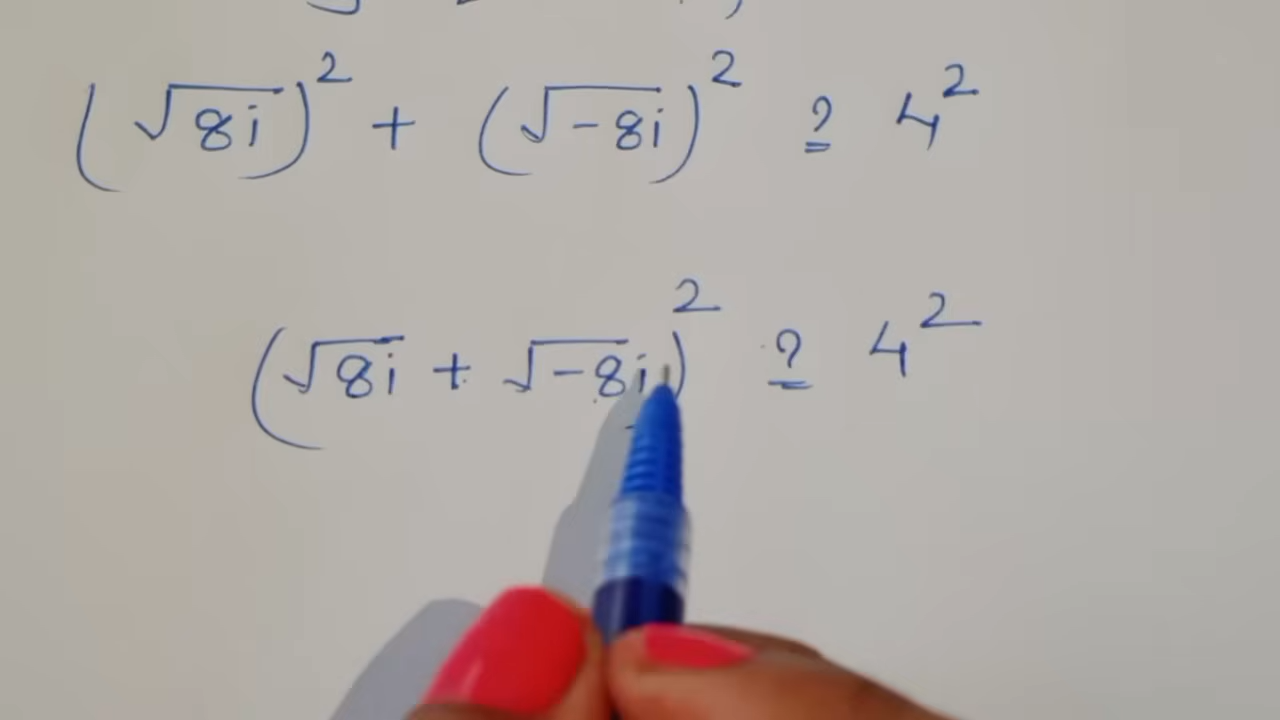 (√8i)² + (√-8i)² ≟ 4²
(√8i + √-8i)² ≟ 4²